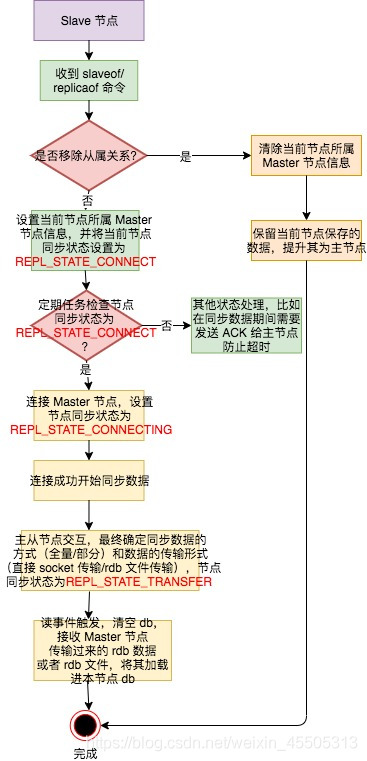 Slave 节点
收到 slaveof/
replicaof 命令
是否移除从属关系?
是
清除当前节点所属
Master 节点信息
否
设置当前节点所属 Master
节点信息，并将当前节点
同步状态设置为
REPL_STATE_CONNECT
保留当前节点保存的
数据，提升其为主节点
定期任务检查节点
同步状态为
REPL_STATE_CONNECT
?
否
其他状态处理，比如
在同步数据期间需要
发送 ACK 给主节点
防止超时
是
连接 Master 节点，设置
节点同步状态为
REPL_STATE_CONNECTING
连接成功开始同步数据
主从节点交互，最终确定同步数据的
方式（全量/部分）和数据的传输形式
（直接 socket 传输/rdb 文件传输），节点
同步状态为REPL_STATE_TRANSFER
读事件触发，清空 db，
接收 Master 节点
传输过来的 rdb 数据
或者 rdb 文件，将其加载
进本节点 db
完成
https://blog.csdn.net/weixin_45505313